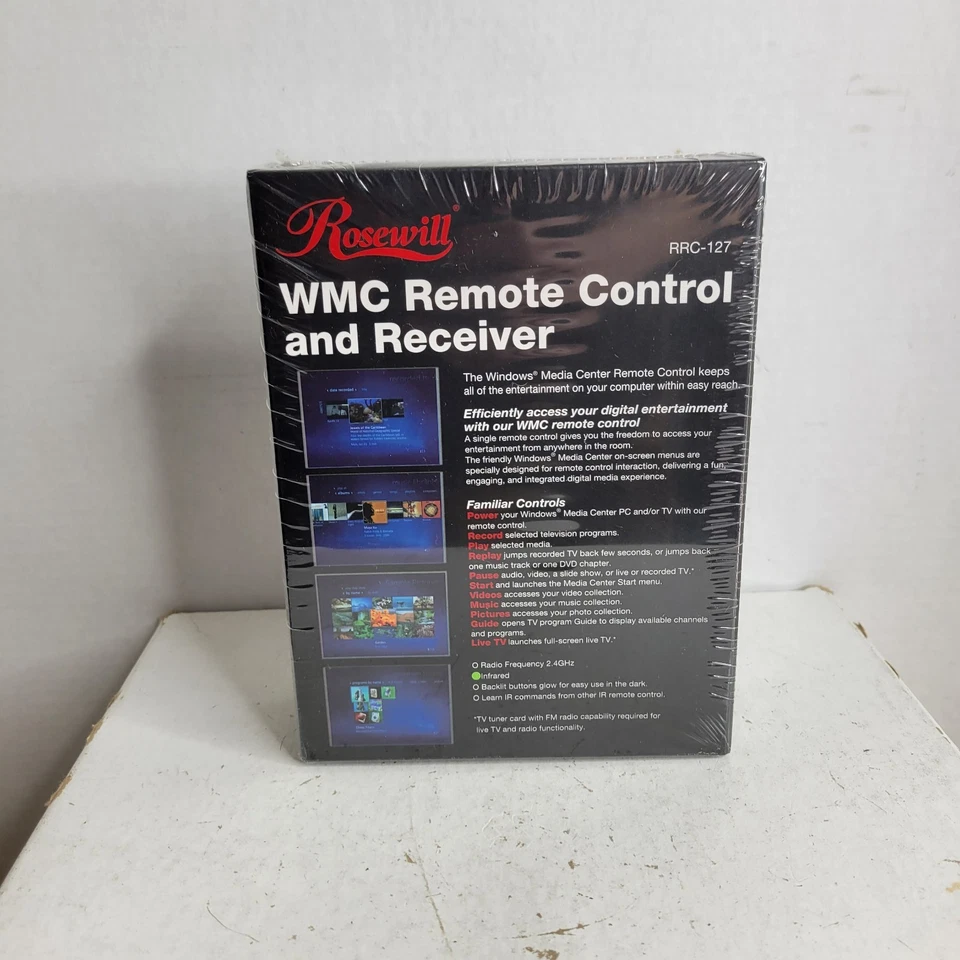 Rosewill®
RRC-127
WMC Remote Control
and Receiver
The Windows® Media Center Remote Control keeps
all of the entertainment on your computer within easy reach.
Efficiently access your digital entertainment
with our WMC remote control
A single remote control gives you the freedom to access your
entertainment from anywhere in the room.
The friendly Windows® Media Center on-screen menus are
specially designed for remote control interaction, delivering a fun,
engaging, and integrated digital media experience.
Familiar Controls
Power your Windows® Media Center PC and/or TV with our
remote control.
Record selected television programs.
Play selected media.
Replay jumps recorded TV back few seconds, or jumps back
one music track or one DVD chapter.
Pause audio, video, a slide show, or live or recorded TV.*
Start and launches the Media Center Start menu.
Videos accesses your video collection.
Music accesses your music collection.
Pictures accesses your photo collection.
Guide opens TV program Guide to display available channels
and programs.
Live TV launches full-screen live TV.*
Radio Frequency 2.4GHz
Infrared
Backlit buttons glow for easy use in the dark.
Learn IR commands from other IR remote control.
*TV tuner card with FM radio capability required for
live TV and radio functionality.